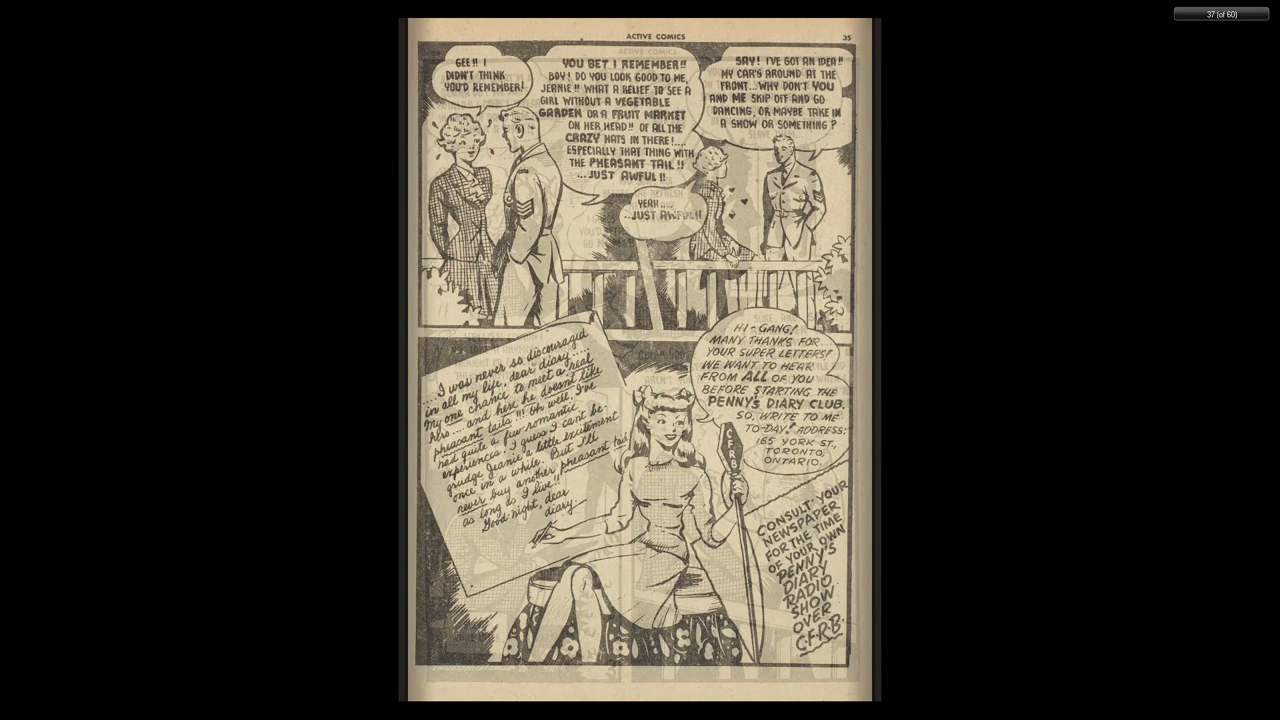 37 (of 60)
ACTIVE COMICS
35
GEE!! I
DIDN'T THINK
YOU'D REMEMBER!
YOU BET I REMEMBER!!
BOY! DO YOU LOOK GOOD TO ME,
JEANIE!! WHAT A RELIEF TO SEE A
GIRL WITHOUT A VEGETABLE
GARDEN OR A FRUIT MARKET
ON HER HEAD!! OF ALL THE
CRAZY HATS IN THERE!....
ESPECIALLY THAT THING WITH
THE PHEASANT TAIL!!
...JUST AWFUL!!
SAY! I'VE GOT AN IDEA!!
MY CAR'S AROUND AT THE
FRONT...WHY DON'T YOU
AND ME SKIP OFF AND GO
DANCING, OR MAYBE TAKE IN
A SHOW OR SOMETHING?
YEAH....
..JUST AWFUL!!
....I was never so discouraged
in all my life, dear diary.....
My one chance to meet a real
hero.... and here he doesn't like
pheasant tails!!! Oh well, I've
had quite a few romantic
experiences. I guess I can't be-
grudge Jeanie a little excitement
once in a while. But I'll
never buy another pheasant tail
as long as I live!!
Good night, dear
diary.
HI-GANG!
MANY THANKS FOR
YOUR SUPER LETTERS!
WE WANT TO HEAR
FROM ALL OF YOU
BEFORE STARTING THE
PENNY'S DIARY CLUB.
SO, WRITE TO ME
TO-DAY! ADDRESS:
165 YORK ST.,
TORONTO,
ONTARIO.
CFRB
CONSULT YOUR
NEWSPAPER
FOR THE TIME
OF YOUR OWN
PENNY'S
DIARY
RADIO
SHOW
OVER
C.F.R.B.